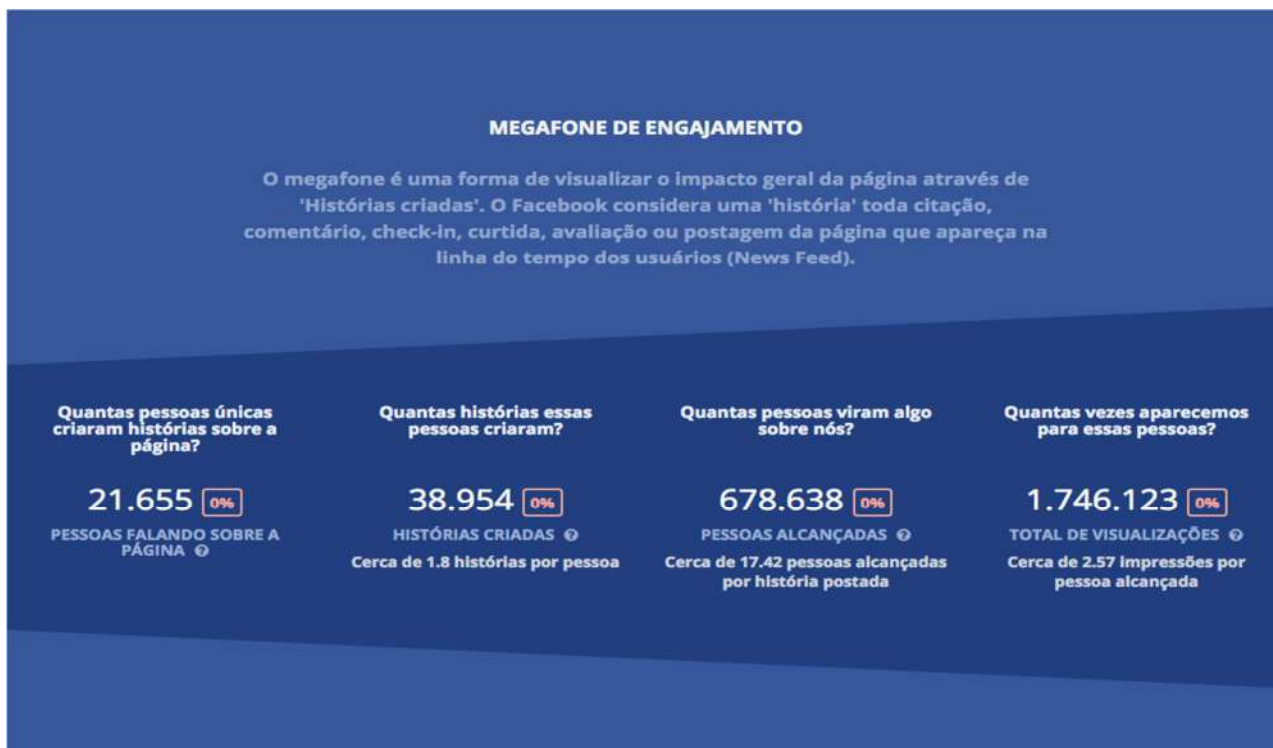 MEGAFONE DE ENGAJAMENTO
O megafone é uma forma de visualizar o impacto geral da página através de
'Histórias criadas'. O Facebook considera uma 'história' toda citação,
comentário, check-in, curtida, avaliação ou postagem da página que apareça na
linha do tempo dos usuários (News Feed).
Quantas pessoas únicas
criaram histórias sobre a
página?
21.655 0%
PESSOAS FALANDO SOBRE A
PÁGINA ?
Quantas histórias essas
pessoas criaram?
38.954 0%
HISTÓRIAS CRIADAS ?
Cerca de 1.8 histórias por pessoa
Quantas pessoas viram algo
sobre nós?
678.638 0%
PESSOAS ALCANÇADAS ?
Cerca de 17.42 pessoas alcançadas
por história postada
Quantas vezes aparecemos
para essas pessoas?
1.746.123 0%
TOTAL DE VISUALIZAÇÕES ?
Cerca de 2.57 impressões por
pessoa alcançada